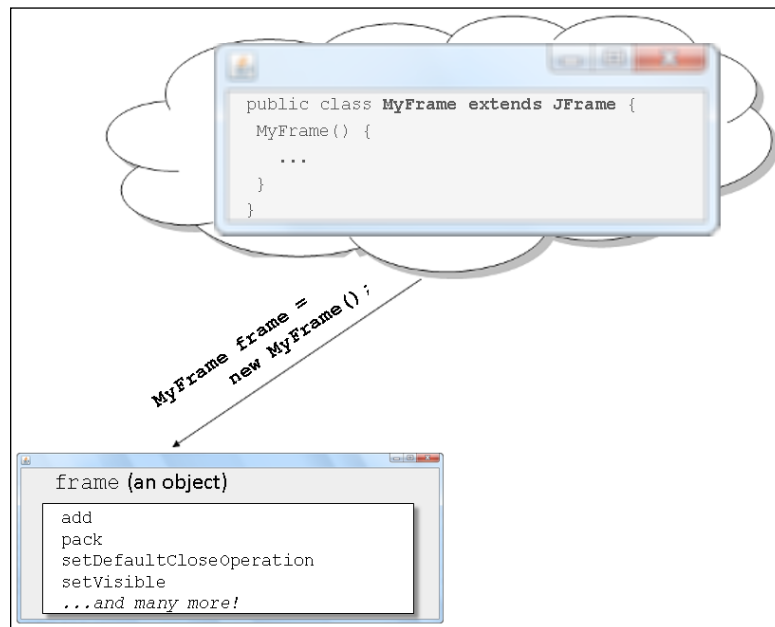 public class MyFrame extends JFrame {
MyFrame() {
...
}
}
MyFrame frame =
new MyFrame();
frame (an object)
add
pack
setDefaultCloseOperation
setVisible
...and many more!